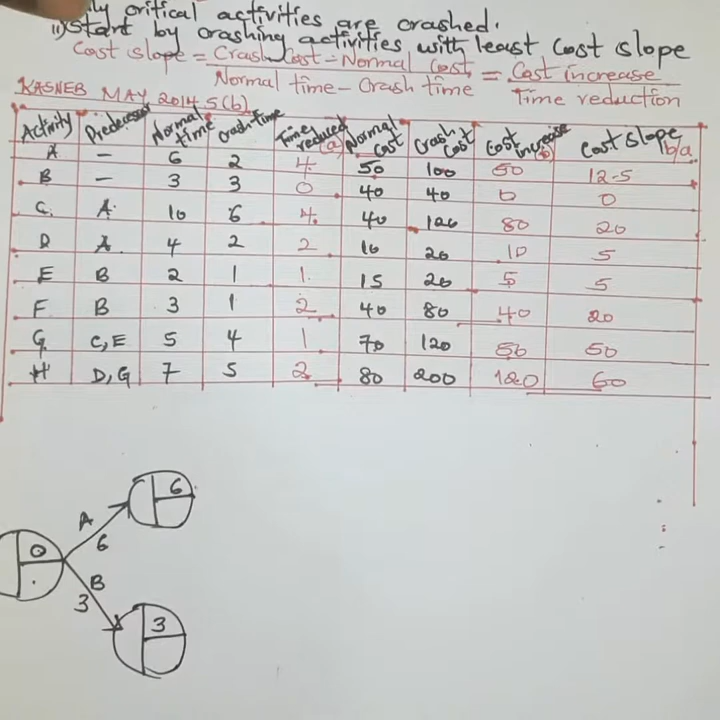 critical activities are crashed.
ii) Start by crashing activities with least cost slope
Cost slope = Crash Cost - Normal Cost = Cost increase
Normal time - Crash time Time reduction
KASNEB MAY 2014 5(b)
Activity Predecessor Normal time Crash time Time reduced (a) Normal Cost Crash Cost Cost increase (b) Cost slope b/a
A - 6 2 4 50 100 50 12.5
B - 3 3 0 40 40 0 0
C. A. 10 6 4. 40 120 80 20
D A 4 2 2 10 20 10 5
E B 2 1 1. 15 20 5 5
F B 3 1 2 40 80 40 20
G C,E 5 4 1 70 120 50 50
H D,G 7 5 2 80 200 120 60
6
A
6
0
B
3
3